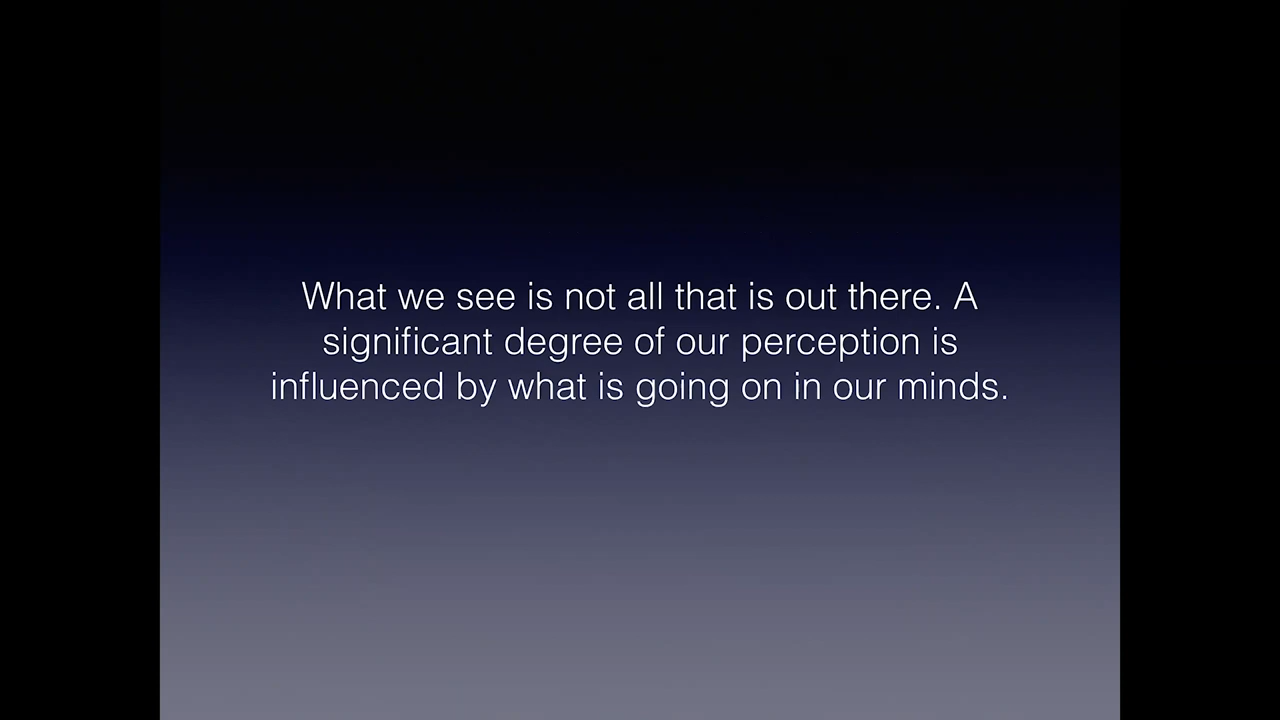 What we see is not all that is out there. A
significant degree of our perception is
influenced by what is going on in our minds.